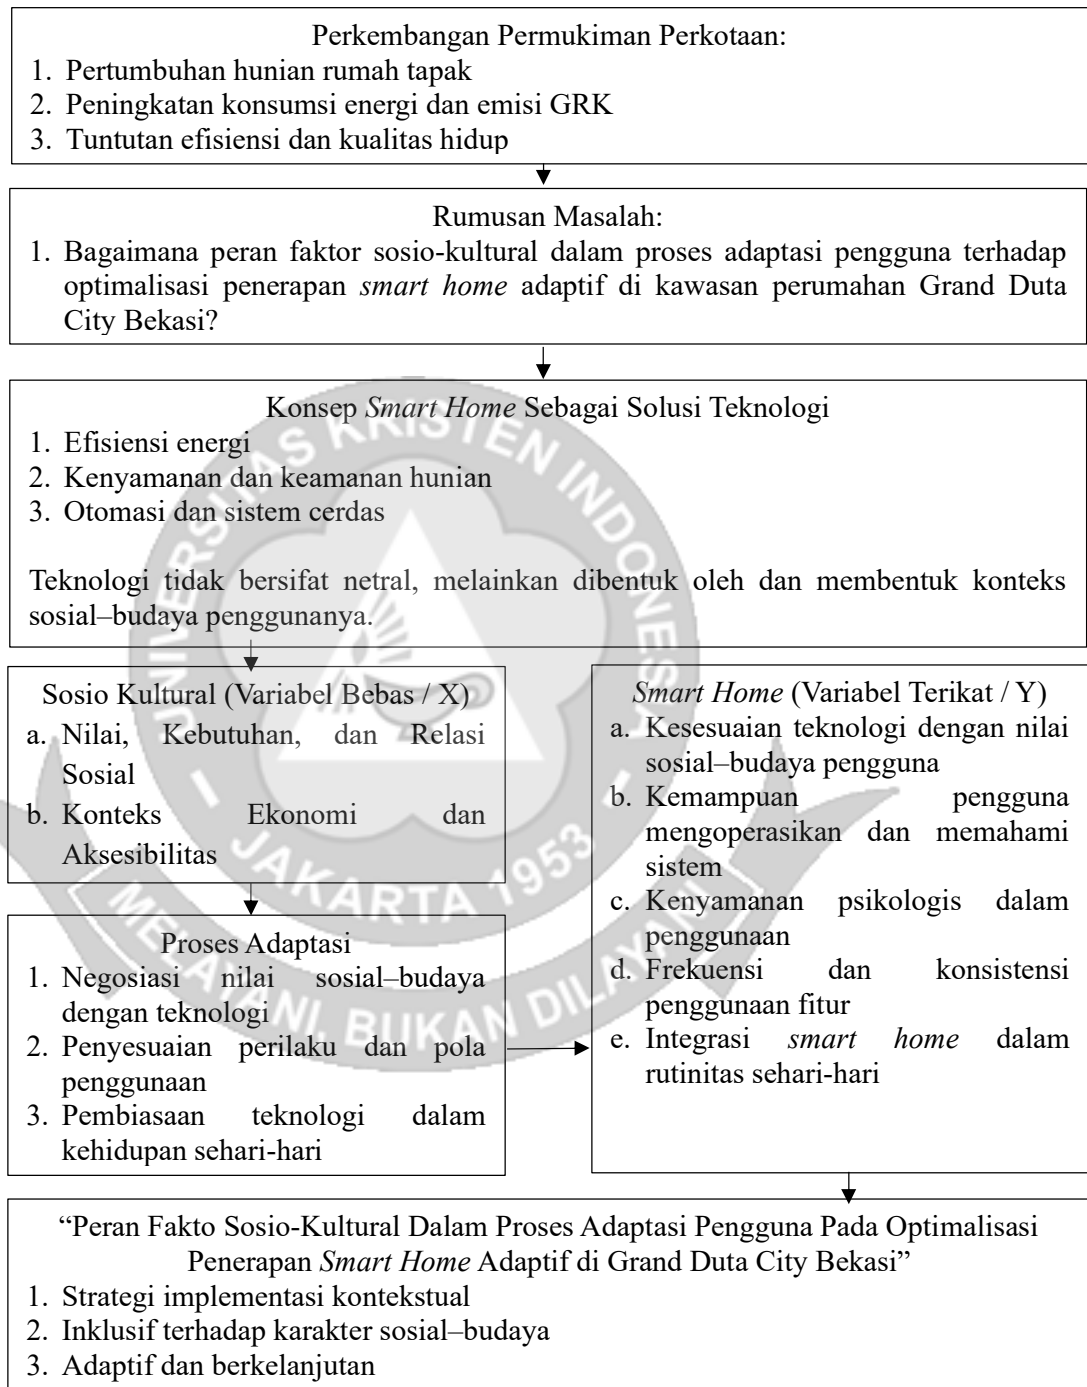 Perkembangan Permukiman Perkotaan:
1. Pertumbuhan hunian rumah tapak
2. Peningkatan konsumsi energi dan emisi GRK
3. Tuntutan efisiensi dan kualitas hidup
Rumusan Masalah:
1. Bagaimana peran faktor sosio-kultural dalam proses adaptasi pengguna terhadap
optimalisasi penerapan smart home adaptif di kawasan perumahan Grand Duta
City Bekasi?
Konsep Smart Home Sebagai Solusi Teknologi
1. Efisiensi energi
2. Kenyamanan dan keamanan hunian
3. Otomasi dan sistem cerdas
Teknologi tidak bersifat netral, melainkan dibentuk oleh dan membentuk konteks
sosial–budaya penggunanya.
Sosio Kultural (Variabel Bebas / X)
a. Nilai, Kebutuhan, dan Relasi
Sosial
b. Konteks Ekonomi dan
Aksesibilitas
Proses Adaptasi
1. Negosiasi nilai sosial–budaya
dengan teknologi
2. Penyesuaian perilaku dan pola
penggunaan
3. Pembiasaan teknologi dalam
kehidupan sehari-hari
Smart Home (Variabel Terikat / Y)
a. Kesesuaian teknologi dengan nilai
sosial–budaya pengguna
b. Kemampuan pengguna
mengoperasikan dan memahami
sistem
c. Kenyamanan psikologis dalam
penggunaan
d. Frekuensi dan konsistensi
penggunaan fitur
e. Integrasi smart home dalam
rutinitas sehari-hari
“Peran Fakto Sosio-Kultural Dalam Proses Adaptasi Pengguna Pada Optimalisasi
Penerapan Smart Home Adaptif di Grand Duta City Bekasi”
1. Strategi implementasi kontekstual
2. Inklusif terhadap karakter sosial–budaya
3. Adaptif dan berkelanjutan
UNIVERSITAS KRISTEN INDONESIA
JAKARTA 1953
MELAYANI, BUKAN DILAYANI